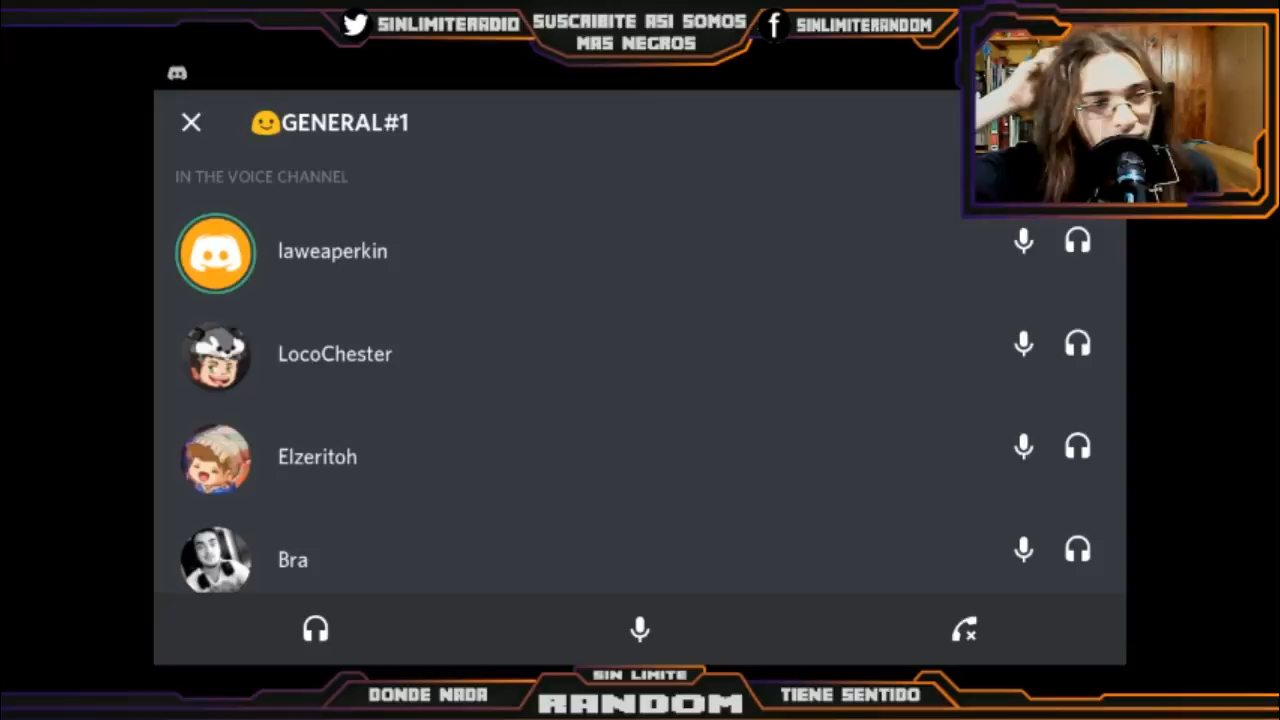 SINLIMITERADIO
SUSCRIBITE ASI SOMOS
MAS NEGROS
f SINLIMITERANDOM
GENERAL#1
IN THE VOICE CHANNEL
laweaperkin
LocoChester
Elzeritoh
Bra
DONDE NADA
SIN LIMITE
RANDOM
TIENE SENTIDO